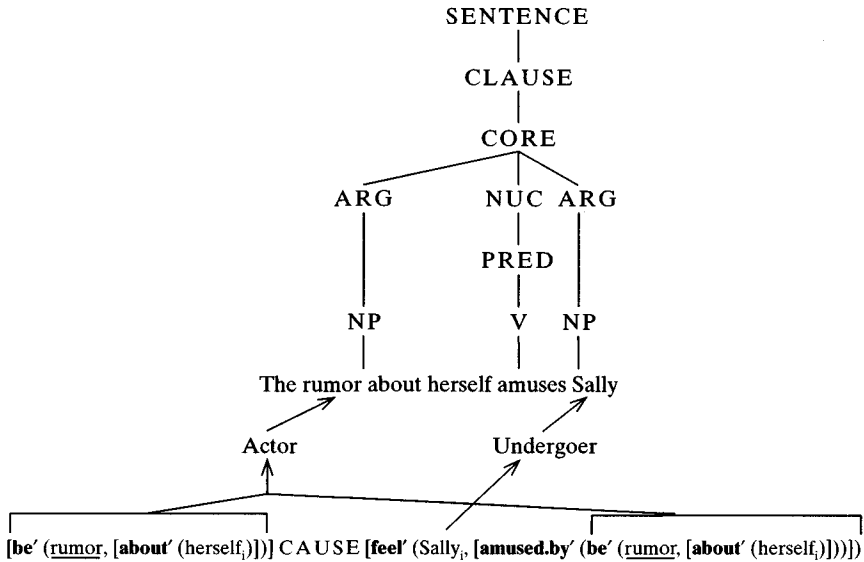 SENTENCE
CLAUSE
CORE
ARG NUC ARG
PRED
NP V NP
The rumor about herself amuses Sally
Actor Undergoer
[be′ (rumor, [about′ (herselfᵢ)])] CAUSE [feel′ (Sallyᵢ, [amused.by′ (be′ (rumor, [about′ (herselfᵢ)]))])